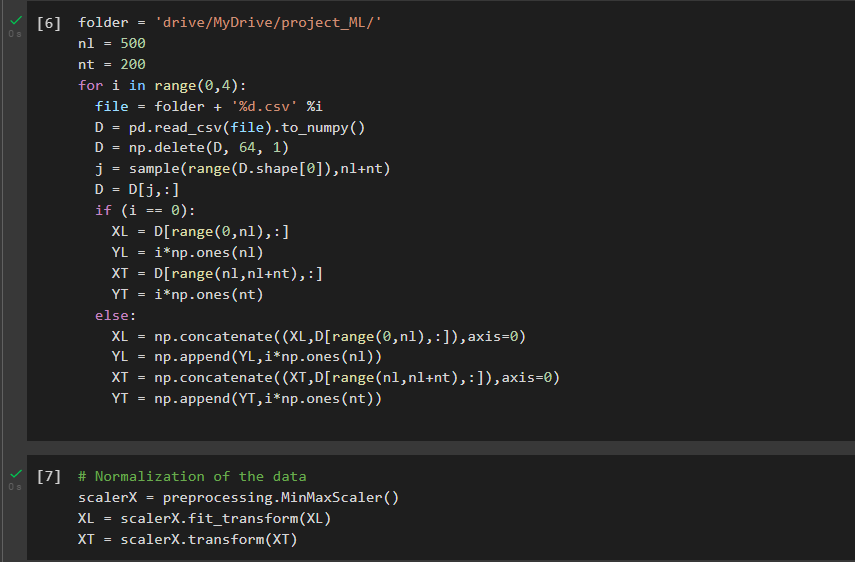 [6] folder = 'drive/MyDrive/project_ML/'
nl = 500
0s
nt = 200
for i in range(0,4):
  file = folder + '%d.csv' %i
  D = pd.read_csv(file).to_numpy()
  D = np.delete(D, 64, 1)
  j = sample(range(D.shape[0]),nl+nt)
  D = D[j,:]
  if (i == 0):
    XL = D[range(0,nl),:]
    YL = i*np.ones(nl)
    XT = D[range(nl,nl+nt),:]
    YT = i*np.ones(nt)
  else:
    XL = np.concatenate((XL,D[range(0,nl),:]),axis=0)
    YL = np.append(YL,i*np.ones(nl))
    XT = np.concatenate((XT,D[range(nl,nl+nt),:]),axis=0)
    YT = np.append(YT,i*np.ones(nt))
[7] # Normalization of the data
0s
scalerX = preprocessing.MinMaxScaler()
XL = scalerX.fit_transform(XL)
XT = scalerX.transform(XT)